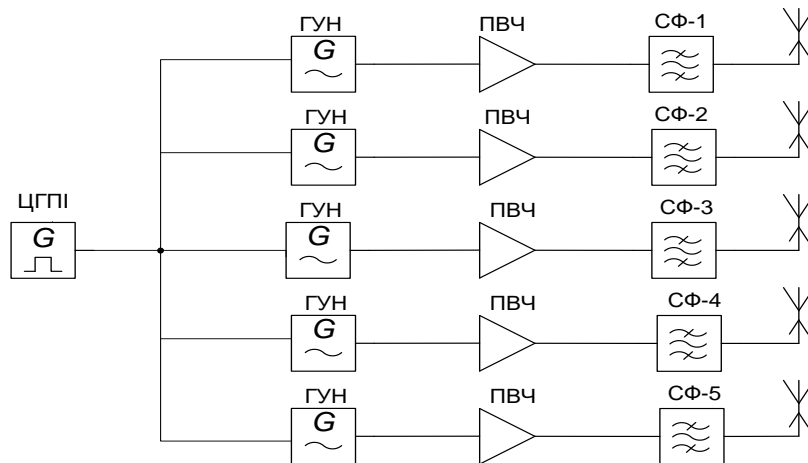 ГУН ПВЧ СФ-1
G
ГУН ПВЧ СФ-2
G
ЦГПІ ГУН ПВЧ СФ-3
G G
ГУН ПВЧ СФ-4
G
ГУН ПВЧ СФ-5
G